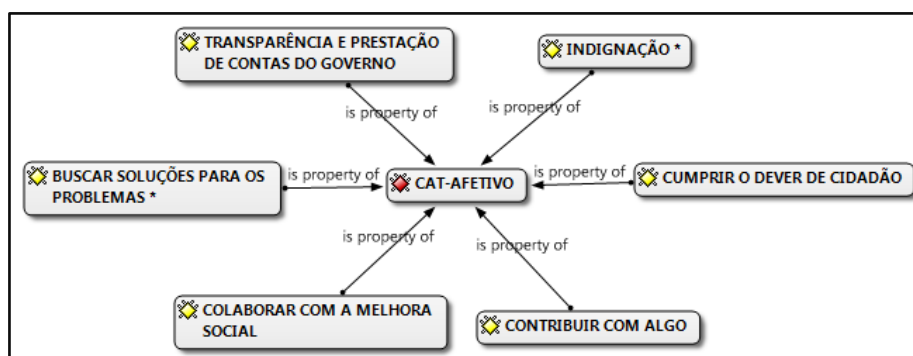 TRANSPARÊNCIA E PRESTAÇÃO
DE CONTAS DO GOVERNO
INDIGNAÇÃO *
is property of
is property of
BUSCAR SOLUÇÕES PARA OS
PROBLEMAS *
is property of
CAT-AFETIVO
is property of
CUMPRIR O DEVER DE CIDADÃO
is property of
is property of
COLABORAR COM A MELHORA
SOCIAL
CONTRIBUIR COM ALGO